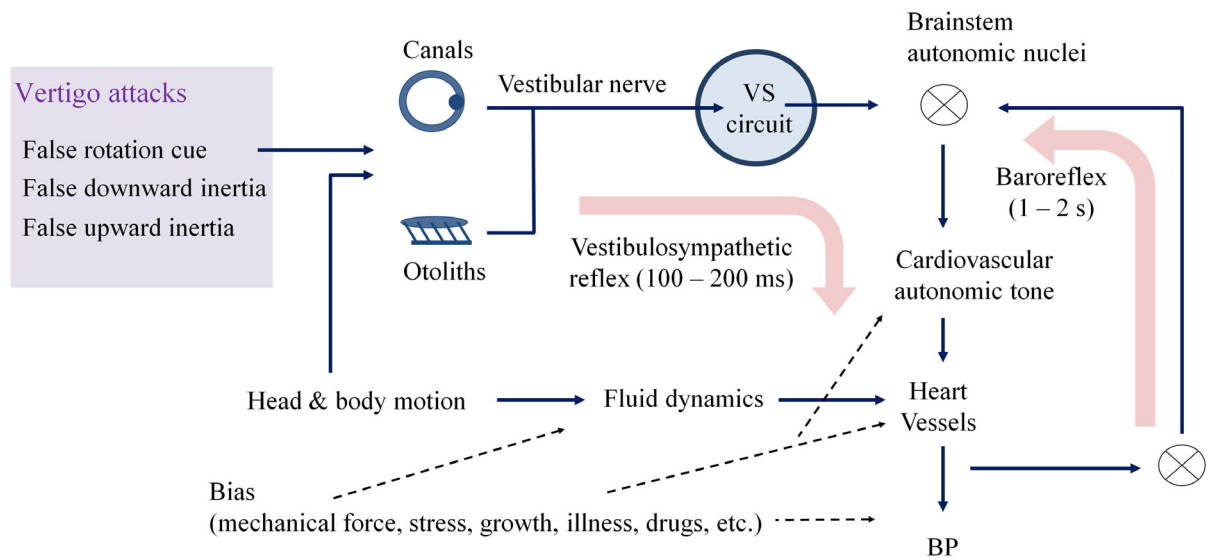 Vertigo attacks
False rotation cue
False downward inertia
False upward inertia
Canals
Vestibular nerve
Otoliths
VS
circuit
Brainstem
autonomic nuclei
Baroreflex
(1 – 2 s)
Vestibulosympathetic
reflex (100 – 200 ms)
Cardiovascular
autonomic tone
Head & body motion
Fluid dynamics
Heart
Vessels
Bias
(mechanical force, stress, growth, illness, drugs, etc.)
BP